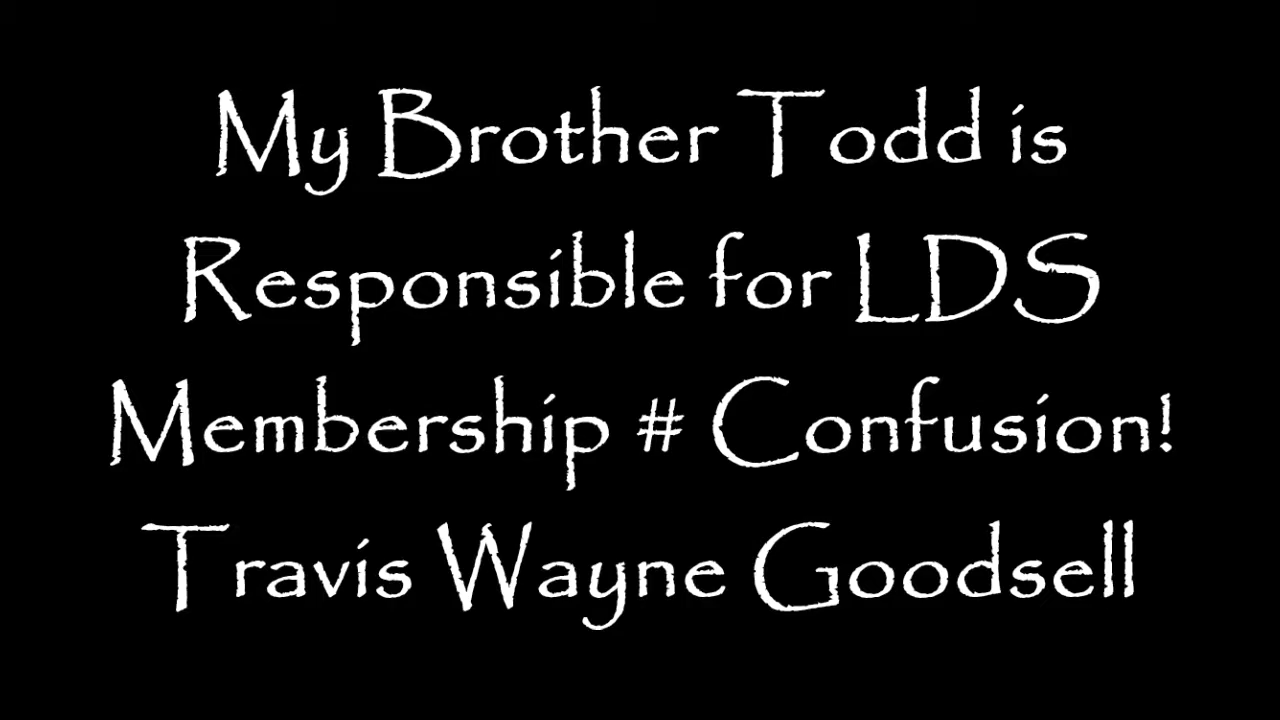 My Brother Todd is
Responsible for LDS
Membership # Confusion!
Travis Wayne Goodsell